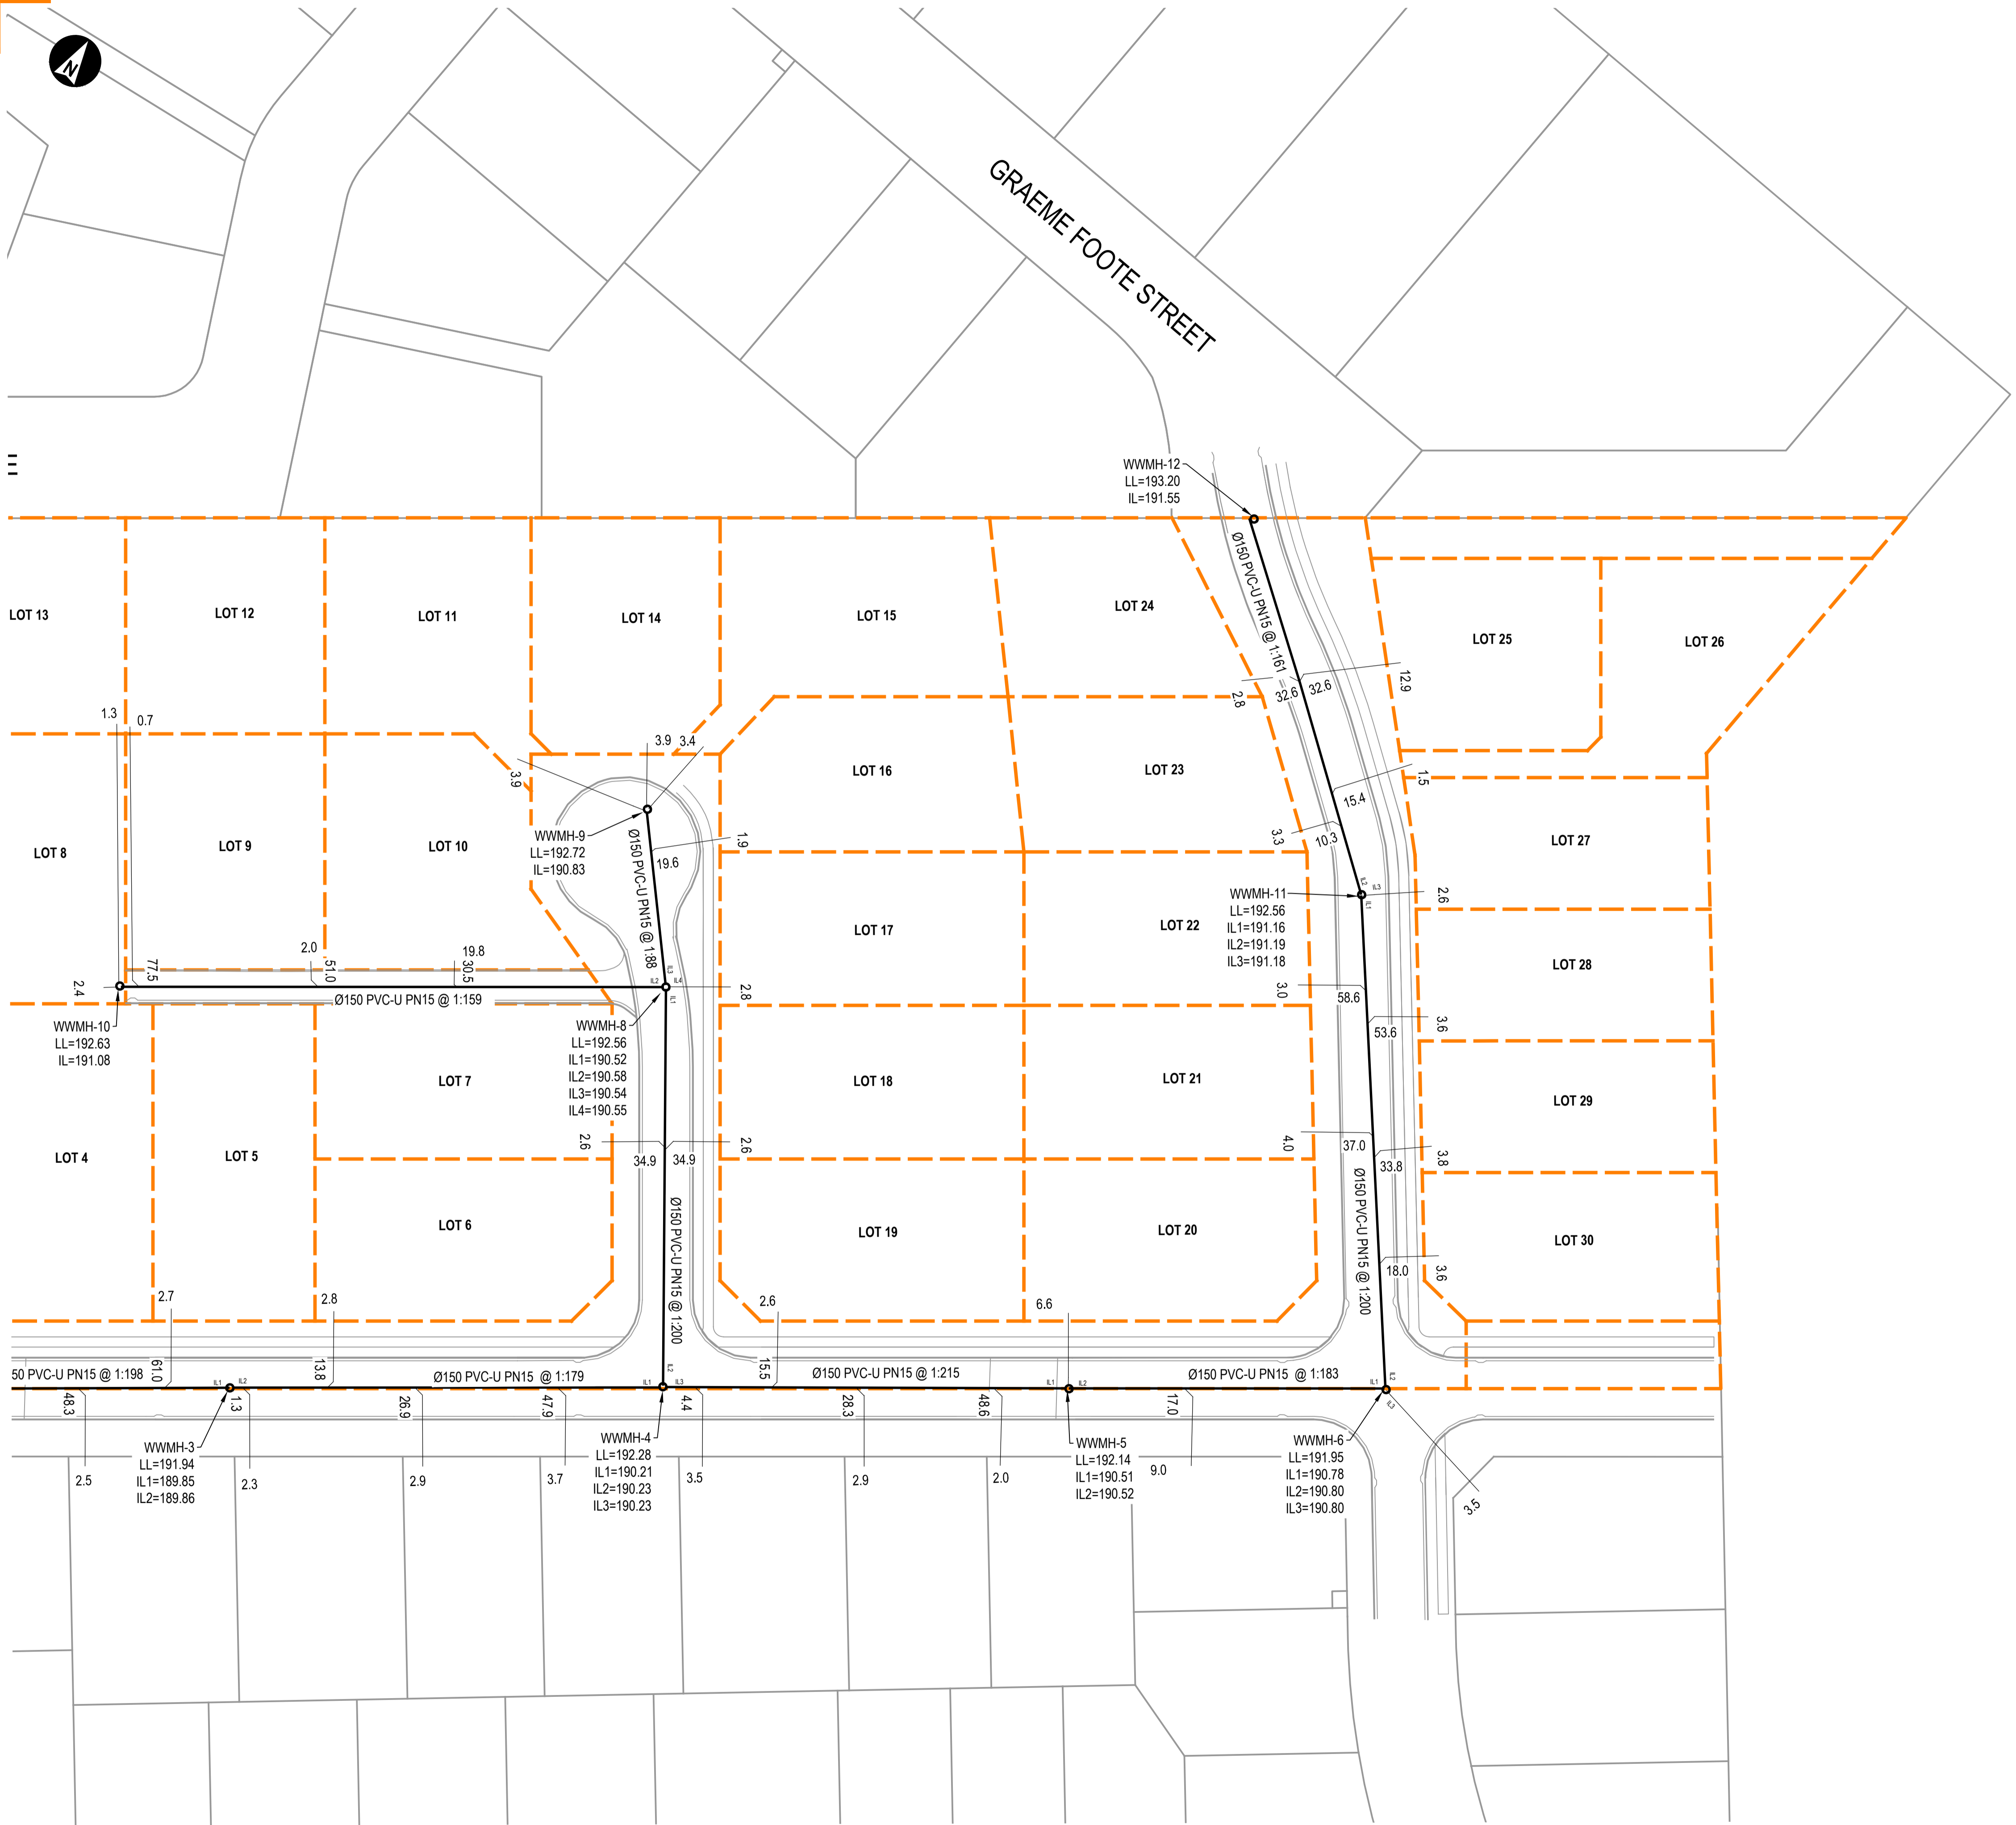 N
GRAEME FOOTE STREET
WWMH-12
LL=193.20
IL=191.55
Ø150 PVC-U PN15 @ 1:161
LOT 13
LOT 12
LOT 11
LOT 14
LOT 15
LOT 24
LOT 25
LOT 26
12.9
2.8
32.6
32.6
1.3
0.7
3.9
3.4
3.9
LOT 16
LOT 23
1.5
15.4
3.3
10.3
LOT 8
LOT 9
LOT 10
WWMH-9
LL=192.72
IL=190.83
Ø150 PVC-U PN15 @ 1:88
19.6
1.9
LOT 27
IL2
IL3
IL1
WWMH-11
LL=192.56
IL1=191.16
IL2=191.19
IL3=191.18
2.6
LOT 17
LOT 22
LOT 28
2.4
77.5
2.0
51.0
19.8
30.5
Ø150 PVC-U PN15 @ 1:159
IL3
IL2
IL4
IL1
2.8
3.0
58.6
3.6
53.6
WWMH-10
LL=192.63
IL=191.08
WWMH-8
LL=192.56
IL1=190.52
IL2=190.58
IL3=190.54
IL4=190.55
LOT 7
LOT 18
LOT 21
LOT 29
LOT 4
LOT 5
2.6
34.9
34.9
2.6
4.0
37.0
33.8
3.8
Ø150 PVC-U PN15 @ 1:200
Ø150 PVC-U PN15 @ 1:200
LOT 6
LOT 19
LOT 20
LOT 30
18.0
3.6
2.7
2.8
2.6
6.6
50 PVC-U PN15 @ 1:198
61.0
IL1
IL2
13.8
Ø150 PVC-U PN15 @ 1:179
IL1
IL2
IL3
15.5
Ø150 PVC-U PN15 @ 1:215
IL1
IL2
Ø150 PVC-U PN15 @ 1:183
IL1
IL2
IL3
48.3
1.3
26.9
47.9
4.4
28.3
48.6
17.0
WWMH-3
LL=191.94
IL1=189.85
IL2=189.86
WWMH-4
LL=192.28
IL1=190.21
IL2=190.23
IL3=190.23
WWMH-5
LL=192.14
IL1=190.51
IL2=190.52
WWMH-6
LL=191.95
IL1=190.78
IL2=190.80
IL3=190.80
2.5
2.3
2.9
3.7
3.5
2.9
2.0
9.0
3.5